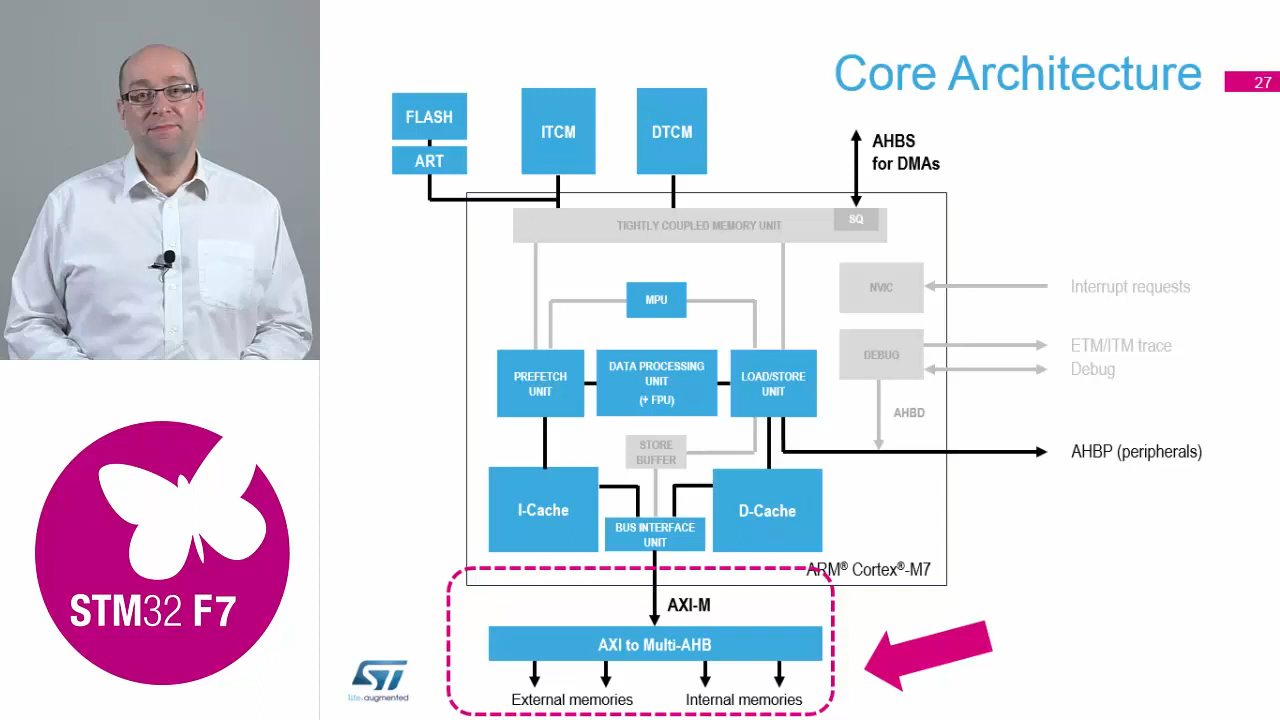 Core Architecture
27
FLASH
ART
ITCM
DTCM
AHBS
for DMAs
TIGHTLY COUPLED MEMORY UNIT
SQ
MPU
NVIC
Interrupt requests
DEBUG
ETM/ITM trace
Debug
AHBD
PREFETCH
UNIT
DATA PROCESSING
UNIT
(+ FPU)
LOAD/STORE
UNIT
STORE
BUFFER
AHBP (peripherals)
I-Cache
BUS INTERFACE
UNIT
D-Cache
ARM® Cortex®-M7
AXI-M
AXI to Multi-AHB
External memories
Internal memories
STM32 F7
ST
life.augmented